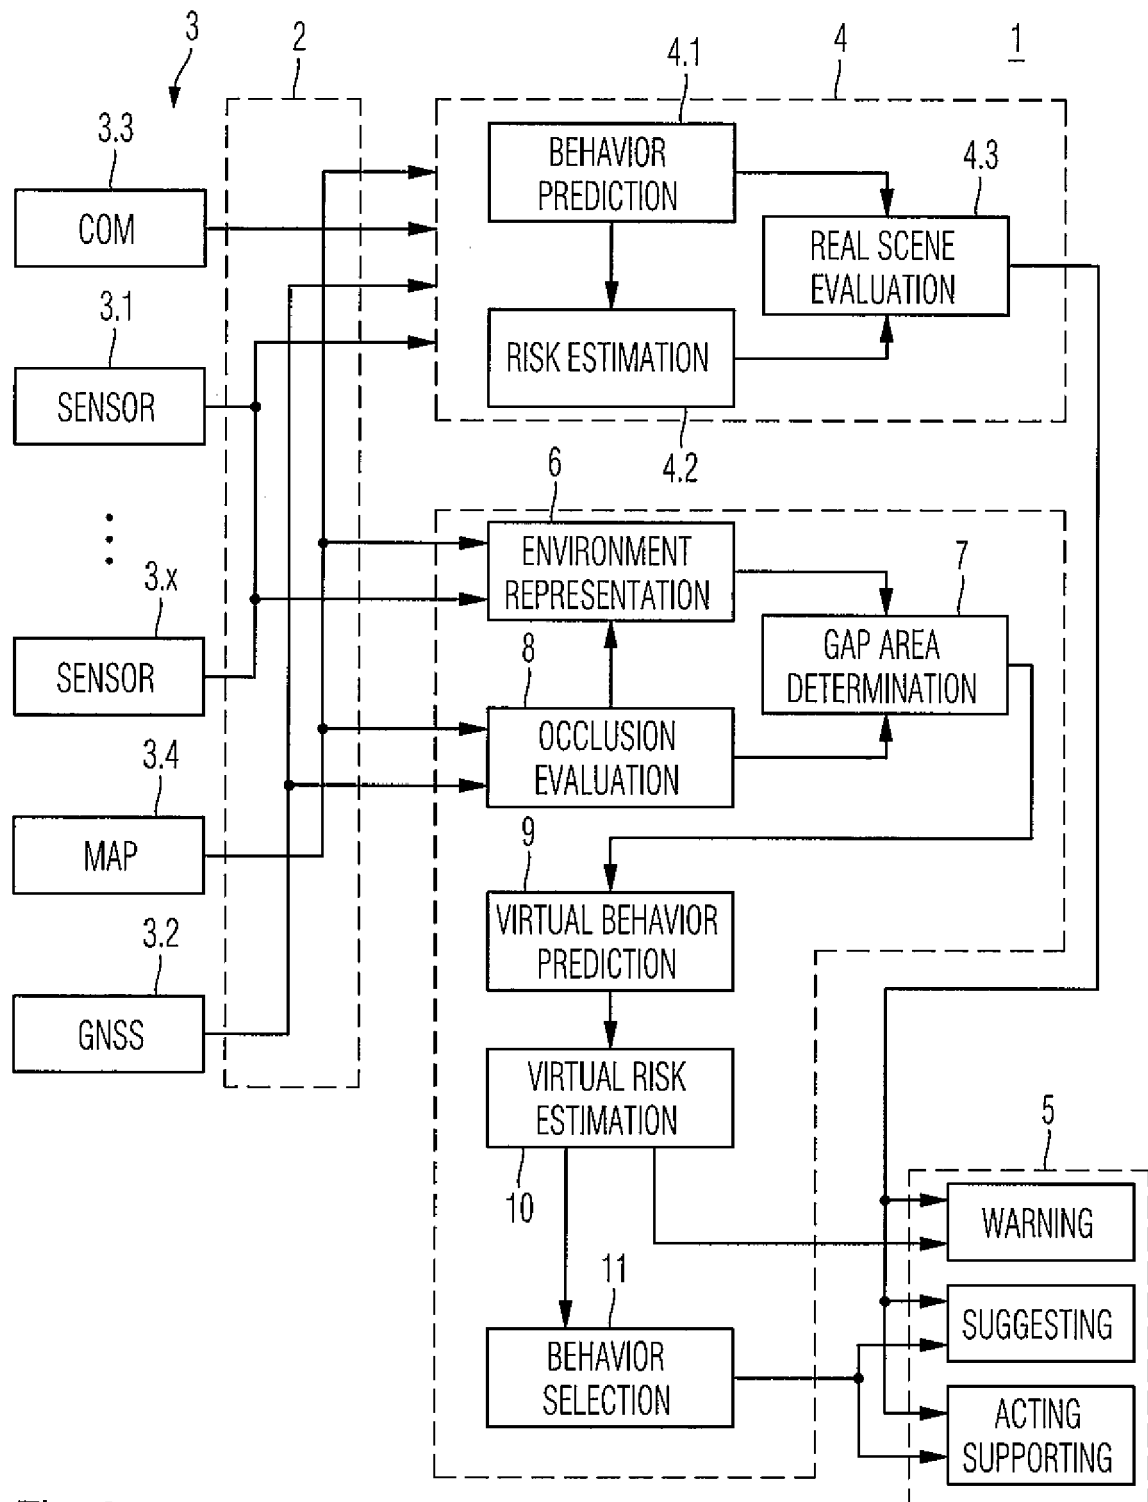 3
2
4.1
4
1
3.3
BEHAVIOR
PREDICTION
4.3
COM
REAL SCENE
EVALUATION
3.1
RISK ESTIMATION
SENSOR
4.2
6
ENVIRONMENT
REPRESENTATION
7
3.x
GAP AREA
DETERMINATION
SENSOR
8
OCCLUSION
EVALUATION
3.4
MAP
9
VIRTUAL BEHAVIOR
PREDICTION
3.2
GNSS
VIRTUAL RISK
ESTIMATION
10
5
WARNING
11
SUGGESTING
BEHAVIOR
SELECTION
ACTING
SUPPORTING